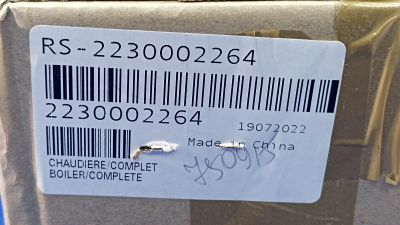 RS-2230002264
2230002264
19072022
Made in China
CHAUDIERE/COMPLET
BOILER/COMPLETE